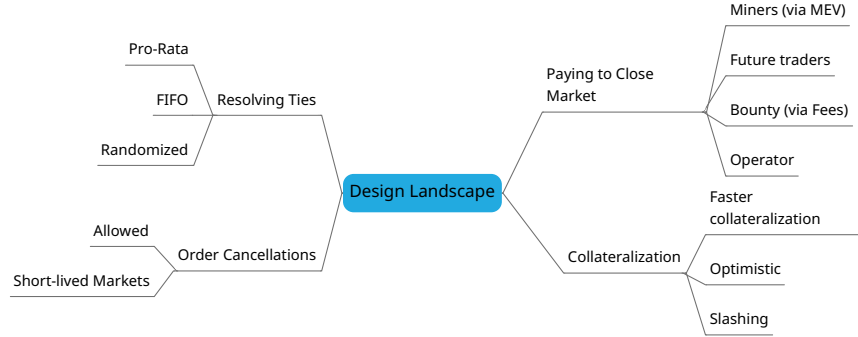 Design Landscape
Resolving Ties
Pro-Rata
FIFO
Randomized
Order Cancellations
Allowed
Short-lived Markets
Paying to Close
Market
Miners (via MEV)
Future traders
Bounty (via Fees)
Operator
Collateralization
Faster
collateralization
Optimistic
Slashing